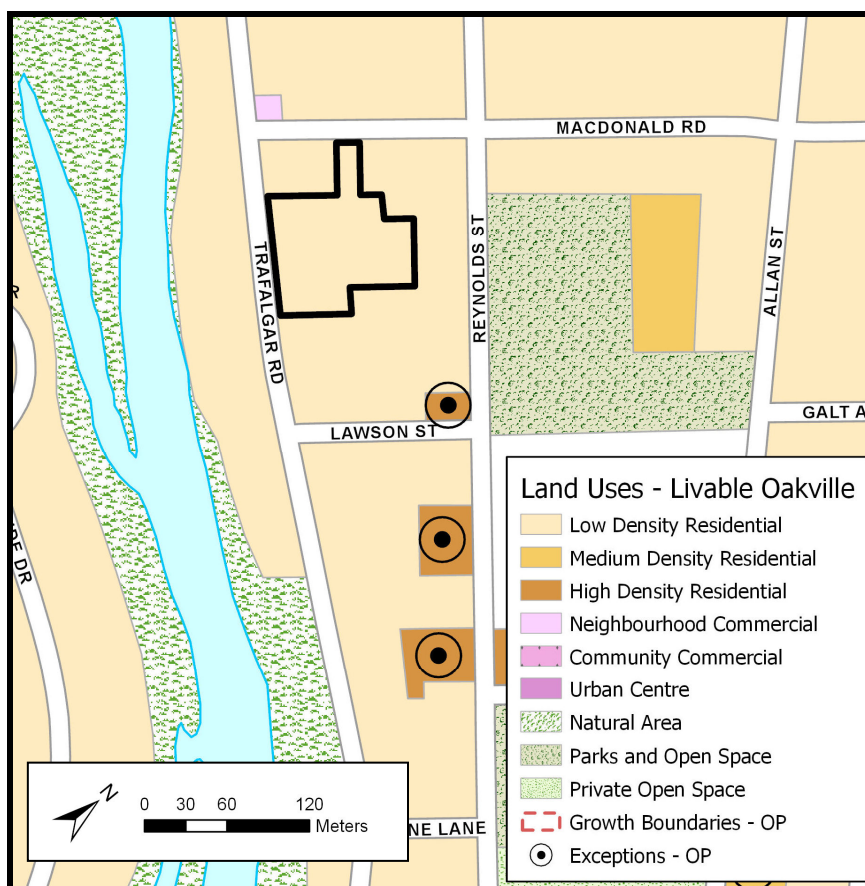 MACDONALD RD
TRAFALGAR RD
REYNOLDS ST
ALLAN ST
R
GALT A
LAWSON ST
DE DR
NE LANE
Land Uses - Livable Oakville
Low Density Residential
Medium Density Residential
High Density Residential
Neighbourhood Commercial
Community Commercial
Urban Centre
Natural Area
Parks and Open Space
Private Open Space
Growth Boundaries - OP
Exceptions - OP
N
0 30 60 120
Meters